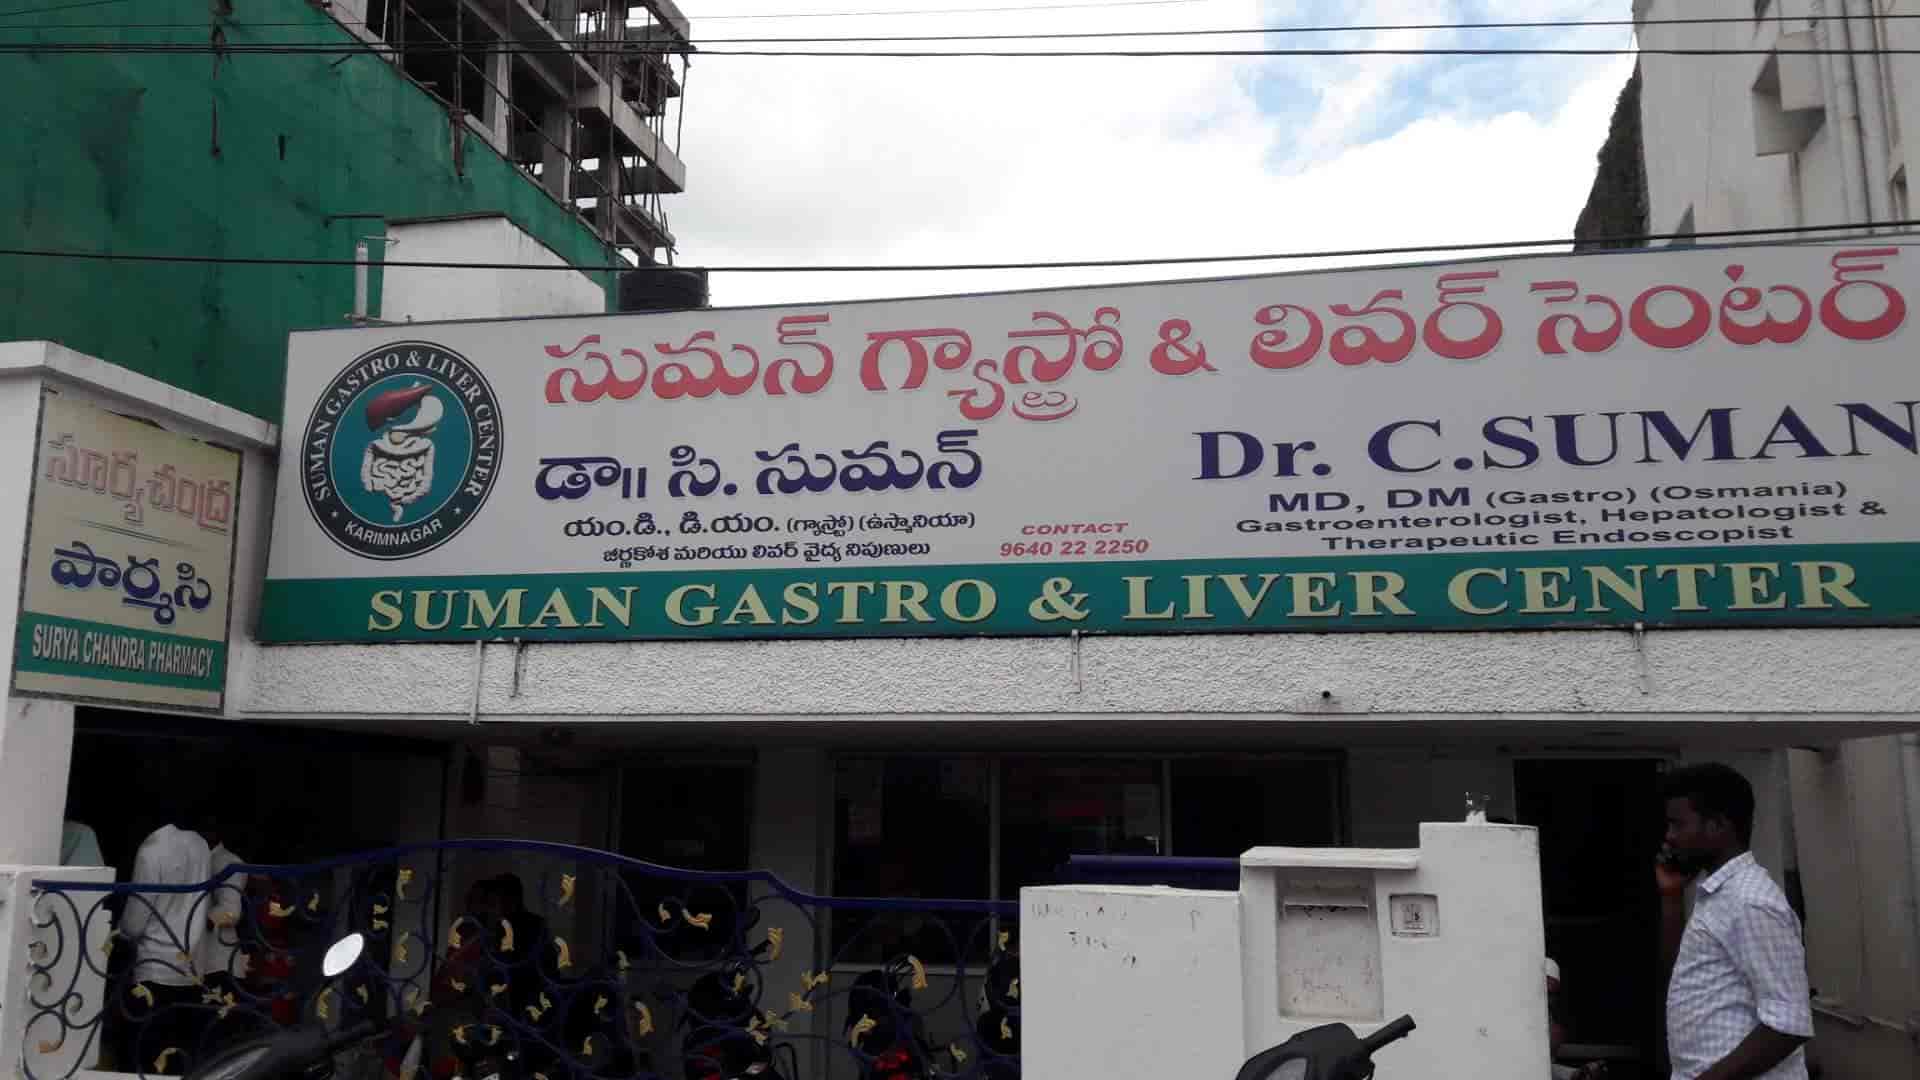 సుమన్ గ్యాస్ట్రో & లివర్ సెంటర్
SUMAN GASTRO & LIVER CENTER
KARIMNAGAR
డా॥ సి. సుమన్
యం.డి., డి.యం. (గ్యాస్ట్రో) (ఉస్మానియా)
జీర్ణకోశ మరియు లివర్ వైద్య నిపుణులు
CONTACT
9640 22 2250
Dr. C.SUMAN
MD, DM (Gastro) (Osmania)
Gastroenterologist, Hepatologist &
Therapeutic Endoscopist
SUMAN GASTRO & LIVER CENTER
సూర్యచంద్ర
ఫార్మసి
SURYA CHANDRA PHARMACY